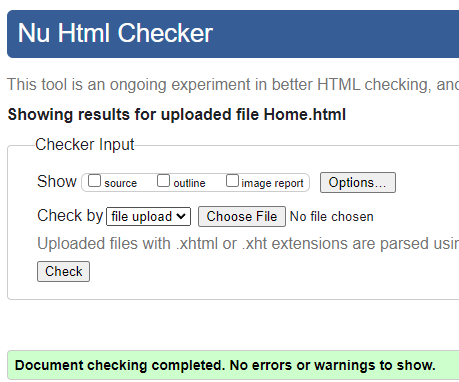 Nu Html Checker
This tool is an ongoing experiment in better HTML checking, and
Showing results for uploaded file Home.html
Checker Input
Show source outline image report Options...
Check by file upload Choose File No file chosen
Uploaded files with .xhtml or .xht extensions are parsed usin
Check
Document checking completed. No errors or warnings to show.